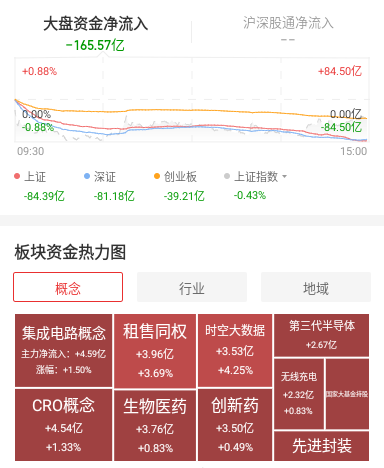 大盘资金净流入
沪深股通净流入
-165.57亿
--
+0.88%
+84.50亿
0.00%
0.00亿
-0.88%
-84.50亿
09:30
15:00
上证
深证
创业板
上证指数
-84.39亿
-81.18亿
-39.21亿
-0.43%
板块资金热力图
概念
行业
地域
集成电路概念
主力净流入：+4.59亿
涨幅：+1.50%
租售同权
+3.96亿
+3.69%
时空大数据
+3.53亿
+4.25%
第三代半导体
+2.67亿
CRO概念
+4.54亿
+1.33%
生物医药
+3.76亿
+0.83%
创新药
+3.50亿
+0.49%
无线充电
+2.32亿
+0.83%
国家大基金持股
先进封装